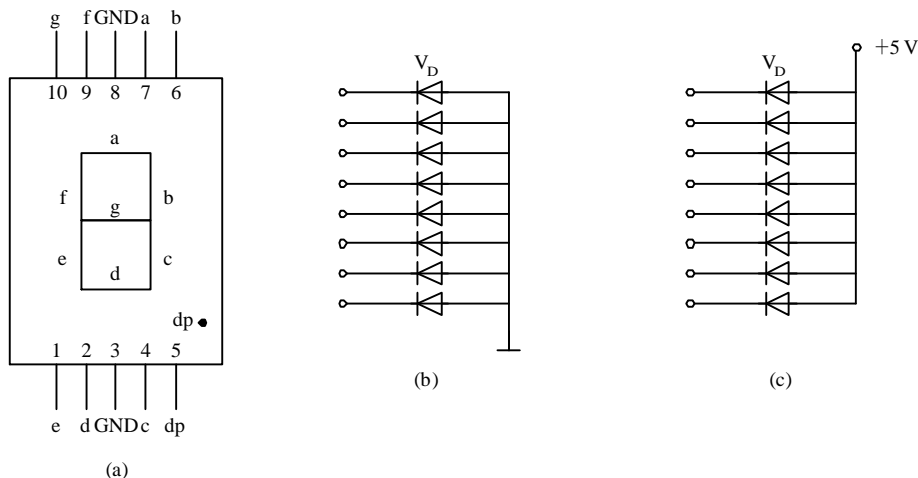 g f GND a b
10 9 8 7 6
a
f b
g
e c
d
dp
1 2 3 4 5
e d GND c dp
(a)
V_D
(b)
+5 V
V_D
(c)